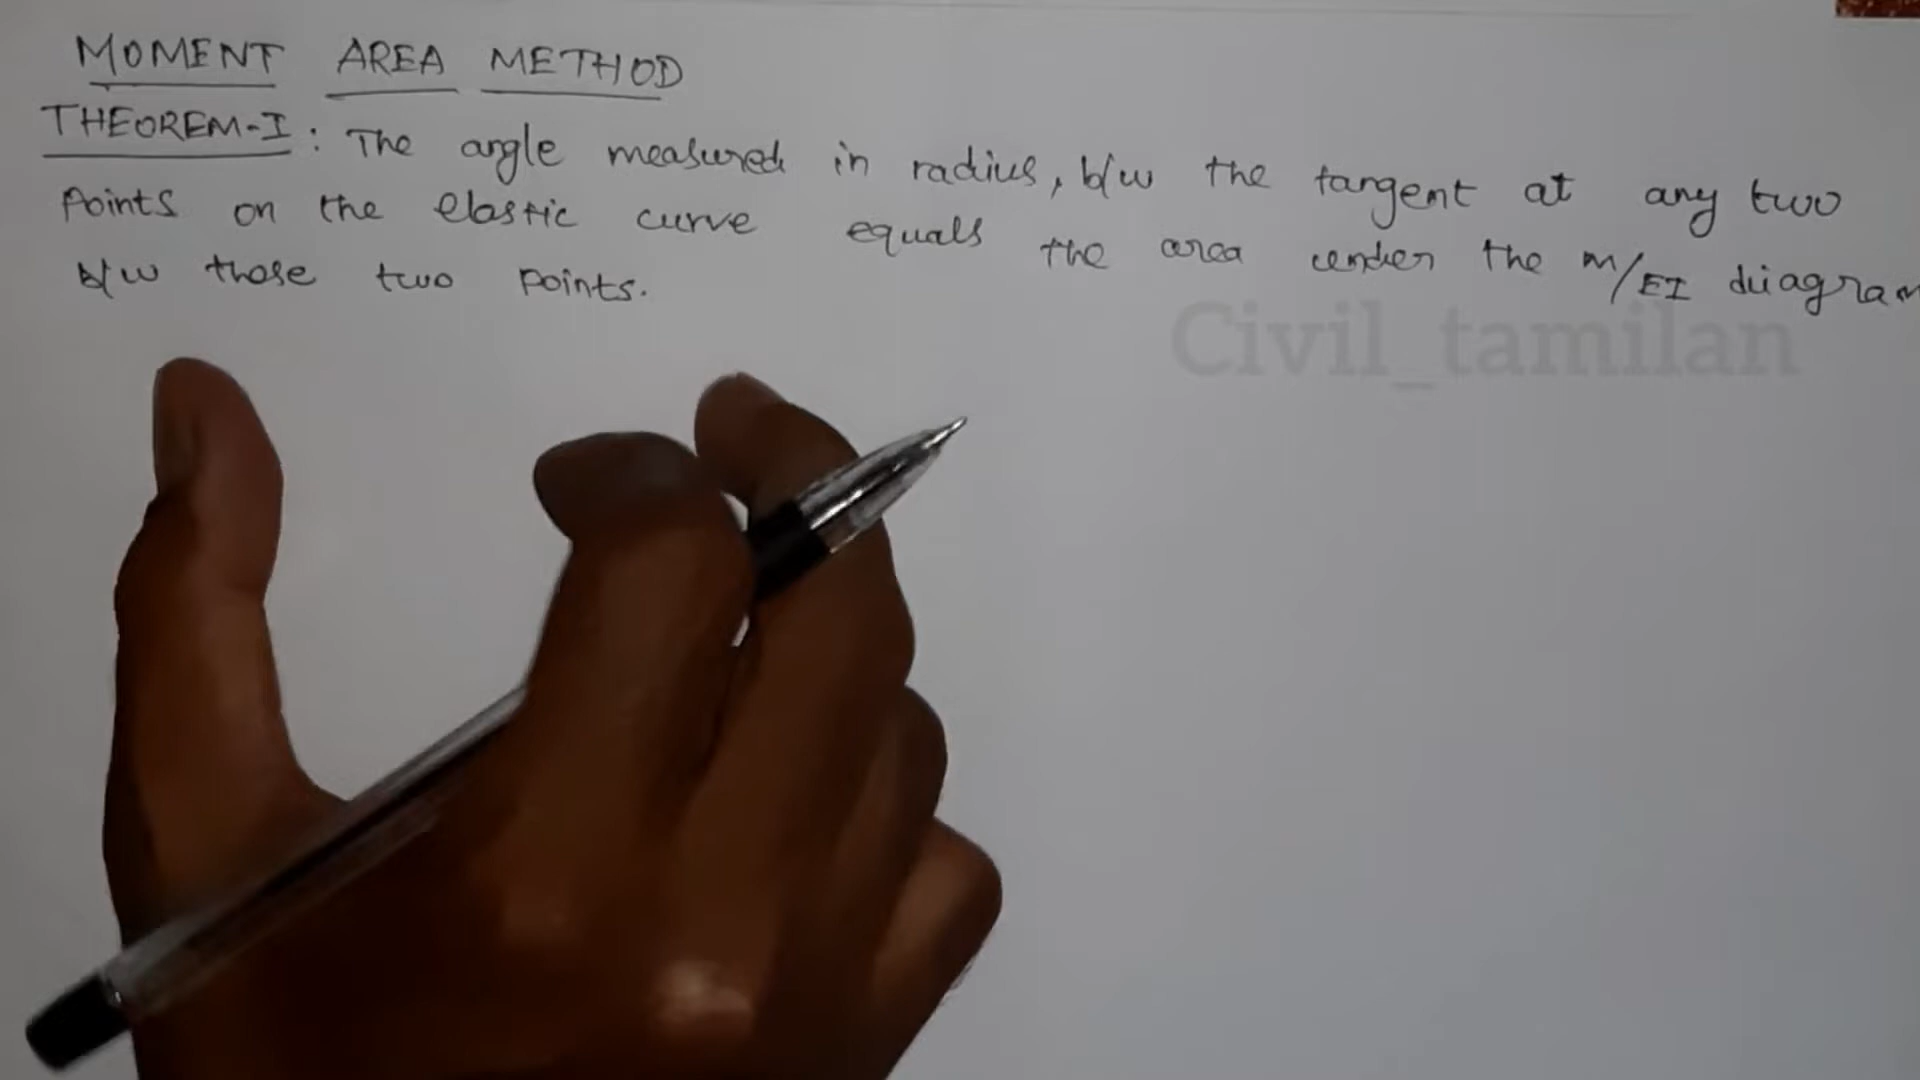 MOMENT AREA METHOD
THEOREM-I: The angle measured in radius, b/w the tangent at any two
Points on the elastic curve equals the area under the M/EI diagram
b/w those two points.
Civil_tamilan